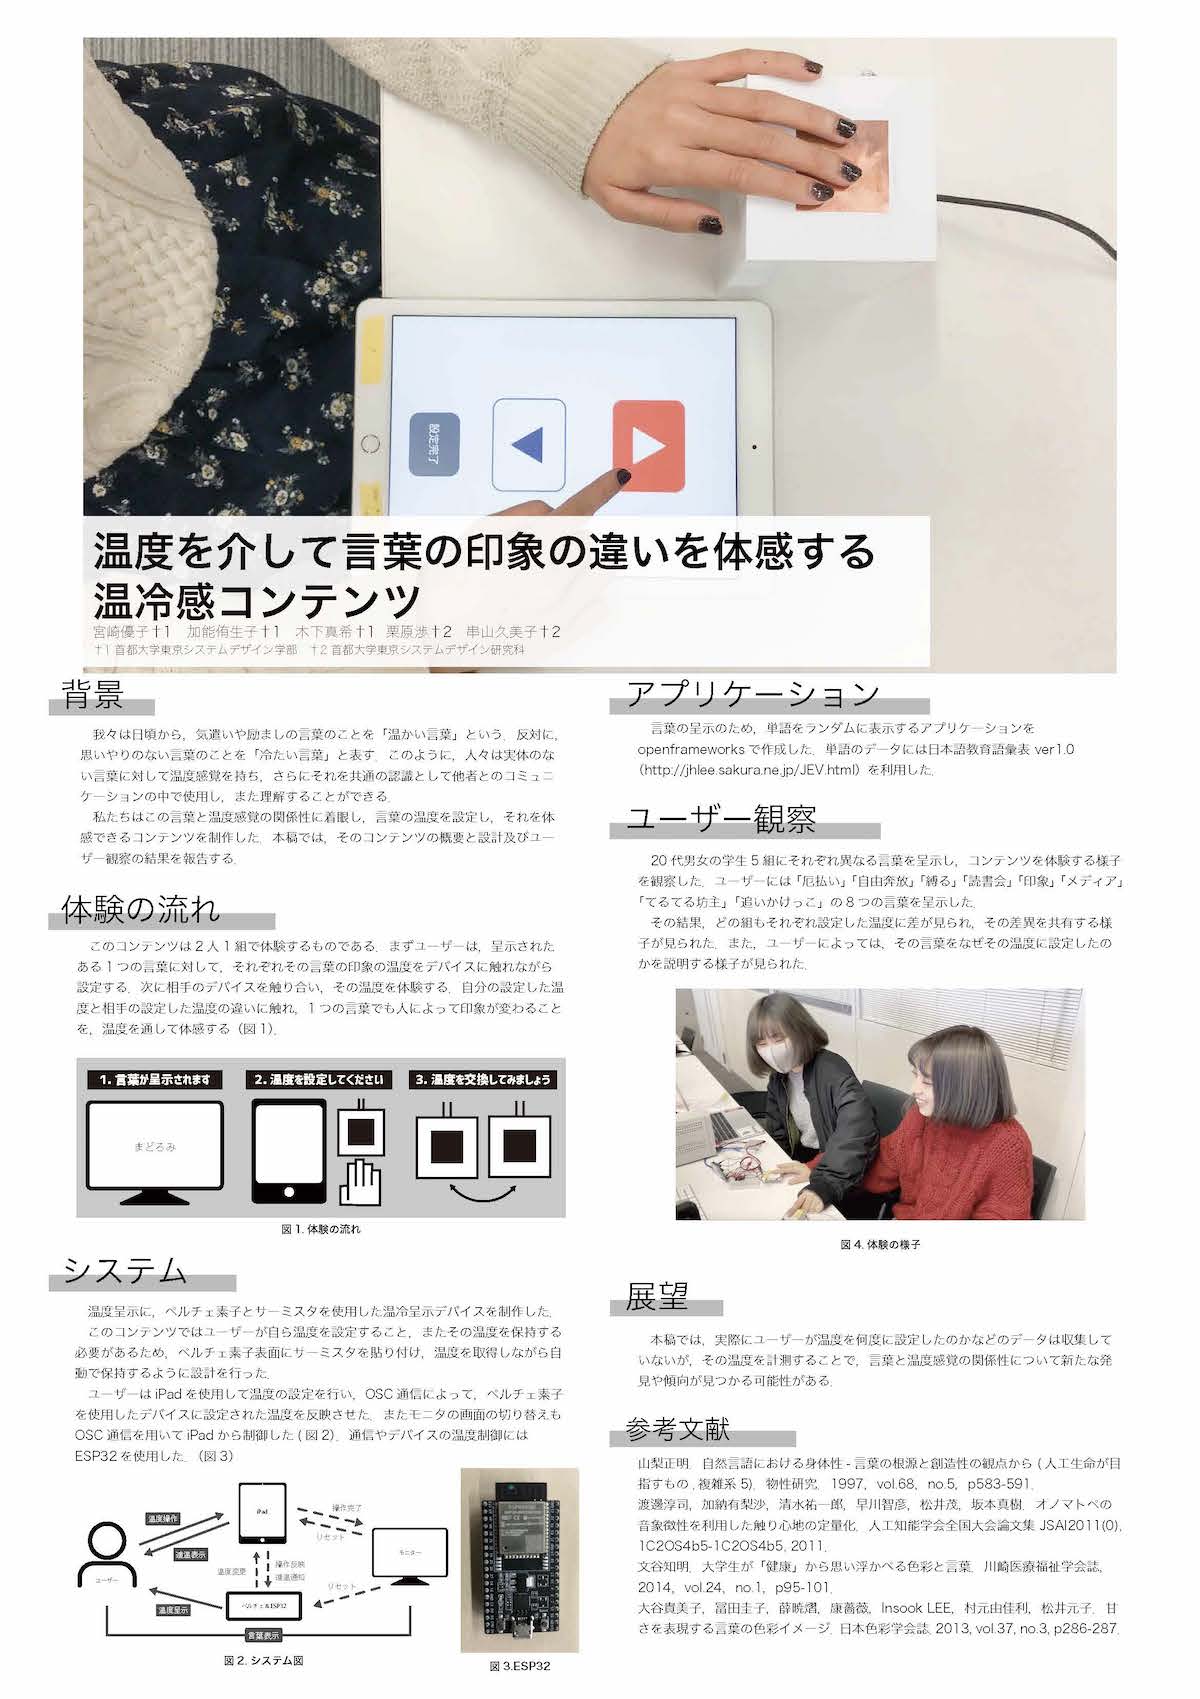 設定完了
温度を介して言葉の印象の違いを体感する
温冷感コンテンツ
宮崎優子†1　加能侑生子†1　木下真希†1　栗原渉†2　串山久美子†2
†1 首都大学東京システムデザイン学部　†2 首都大学東京システムデザイン研究科
背景
我々は日頃から，気遣いや励ましの言葉のことを「温かい言葉」という．反対に，
思いやりのない言葉のことを「冷たい言葉」と表す．このように，人々は実体のな
い言葉に対して温度感覚を持ち，さらにそれを共通の認識として他者とのコミュニ
ケーションの中で使用し，また理解することができる．
私たちはこの言葉と温度感覚の関係性に着眼し，言葉の温度を設定し，それを体
感できるコンテンツを制作した．本稿では，そのコンテンツの概要と設計及びユー
ザー観察の結果を報告する．
体験の流れ
このコンテンツは２人１組で体験するものである．まずユーザーは，呈示された
ある１つの言葉に対して，それぞれその言葉の印象の温度をデバイスに触れながら
設定する．次に相手のデバイスを触り合い，その温度を体験する．自分の設定した温
度と相手の設定した温度の違いに触れ，１つの言葉でも人によって印象が変わること
を，温度を通して体感する（図 1）．
1. 言葉が呈示されます
2. 温度を設定してください
3. 温度を交換してみましょう
まどろみ
図 1. 体験の流れ
システム
温度呈示に，ペルチェ素子とサーミスタを使用した温冷呈示デバイスを制作した．
このコンテンツではユーザーが自ら温度を設定すること，またその温度を保持する
必要があるため，ペルチェ素子表面にサーミスタを貼り付け，温度を取得しながら自
動で保持するように設計を行った．
ユーザーは iPad を使用して温度の設定を行い，OSC 通信によって，ペルチェ素子
を使用したデバイスに設定された温度を反映させた．またモニタの画面の切り替えも
OSC 通信を用いて iPad から制御した ( 図 2)．通信やデバイスの温度制御には
ESP32 を使用した．（図 3）
iPad
温度操作
適温表示
操作完了
リセット
モニター
ユーザー
温度変更
操作反映
適温通知
リセット
ペルチェ&ESP32
温度呈示
言葉表示
図 2. システム図
図 3.ESP32
アプリケーション
言葉の呈示のため，単語をランダムに表示するアプリケーションを
openframeworks で作成した．単語のデータには日本語教育語彙表 ver1.0
（http://jhlee.sakura.ne.jp/JEV.html）を利用した．
ユーザー観察
20 代男女の学生 5 組にそれぞれ異なる言葉を呈示し，コンテンツを体験する様子
を観察した．ユーザーには「厄払い」「自由奔放」「縛る」「読書会」「印象」「メディア」
「てるてる坊主」「追いかけっこ」の 8 つの言葉を呈示した．
その結果，どの組もそれぞれ設定した温度に差が見られ，その差異を共有する様
子が見られた．また，ユーザーによっては，その言葉をなぜその温度に設定したの
かを説明する様子が見られた．
図 4. 体験の様子
展望
本稿では，実際にユーザーが温度を何度に設定したのかなどのデータは収集して
いないが，その温度を計測することで，言葉と温度感覚の関係性について新たな発
見や傾向が見つかる可能性がある．
参考文献
山梨正明．自然言語における身体性 - 言葉の根源と創造性の観点から ( 人工生命が目
指すもの , 複雑系 5)．物性研究．1997，vol.68，no.5，p583-591．
渡邊淳司，加納有梨沙，清水祐一郎，早川智彦，松井茂，坂本真樹．オノマトペの
音象徴性を利用した触り心地の定量化．人工知能学会全国大会論文集 JSAI2011(0)，
1C2OS4b5-1C2OS4b5, 2011．
文谷知明．大学生が「健康」から思い浮かべる色彩と言葉．川崎医療福祉学会誌，
2014，vol.24，no.1，p95-101．
大谷貴美子，冨田圭子，薛暁熠，康薔薇，Insook LEE，村元由佳利，松井元子．甘
さを表現する言葉の色彩イメージ．日本色彩学会誌. 2013, vol.37, no.3, p286-287．